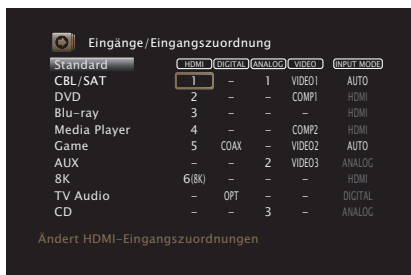 Eingänge/Eingangszuordnung
Standard HDMI DIGITAL ANALOG VIDEO INPUT MODE
CBL/SAT 1 – 1 VIDEO1 AUTO
DVD 2 – – COMP1 HDMI
Blu-ray 3 – – – HDMI
Media Player 4 – – COMP2 HDMI
Game 5 COAX – VIDEO2 AUTO
AUX – – 2 VIDEO3 ANALOG
8K 6(8K) – – – HDMI
TV Audio – OPT – – DIGITAL
CD – – 3 – ANALOG
Ändert HDMI-Eingangszuordnungen